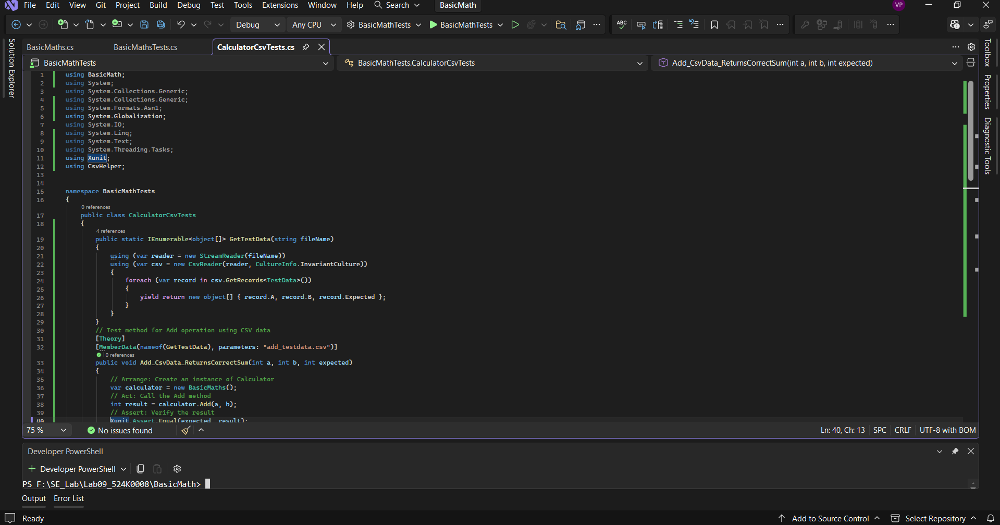 File Edit View Git Project Build Debug Test Tools Extensions Window Help Search BasicMath VP
Debug Any CPU BasicMathTests BasicMathTests ABC
Solution Explorer
BasicMaths.cs BasicMathsTests.cs CalculatorCsvTests.cs
BasicMathTests BasicMathTests.CalculatorCsvTests Add_CsvData_ReturnsCorrectSum(int a, int b, int expected)
Toolbox
Properties
Diagnostic Tools
1 using BasicMath;
2 using System;
3 using System.Collections.Generic;
4 using System.Collections.Generic;
5 using System.Formats.Asn1;
6 using System.Globalization;
7 using System.IO;
8 using System.Linq;
9 using System.Text;
10 using System.Threading.Tasks;
11 using Xunit;
12 using CsvHelper;
13
14
15 namespace BasicMathTests
16 {
0 references
17 public class CalculatorCsvTests
18 {
4 references
19 public static IEnumerable<object[]> GetTestData(string fileName)
20 {
21 using (var reader = new StreamReader(fileName))
22 using (var csv = new CsvReader(reader, CultureInfo.InvariantCulture))
23 {
24 foreach (var record in csv.GetRecords<TestData>())
25 {
26 yield return new object[] { record.A, record.B, record.Expected };
27 }
28 }
29 }
30 // Test method for Add operation using CSV data
31 [Theory]
32 [MemberData(nameof(GetTestData), parameters: "add_testdata.csv")]
0 references
33 public void Add_CsvData_ReturnsCorrectSum(int a, int b, int expected)
34 {
35 // Arrange: Create an instance of Calculator
36 var calculator = new BasicMaths();
37 // Act: Call the Add method
38 int result = calculator.Add(a, b);
39 // Assert: Verify the result
40 Xunit.Assert.Equal(expected, result);
75 % No issues found Ln: 40, Ch: 13 SPC CRLF UTF-8 with BOM
Developer PowerShell
Developer PowerShell
PS F:\SE_Lab\Lab09_524K0008\BasicMath>
Output Error List
Ready Add to Source Control Select Repository